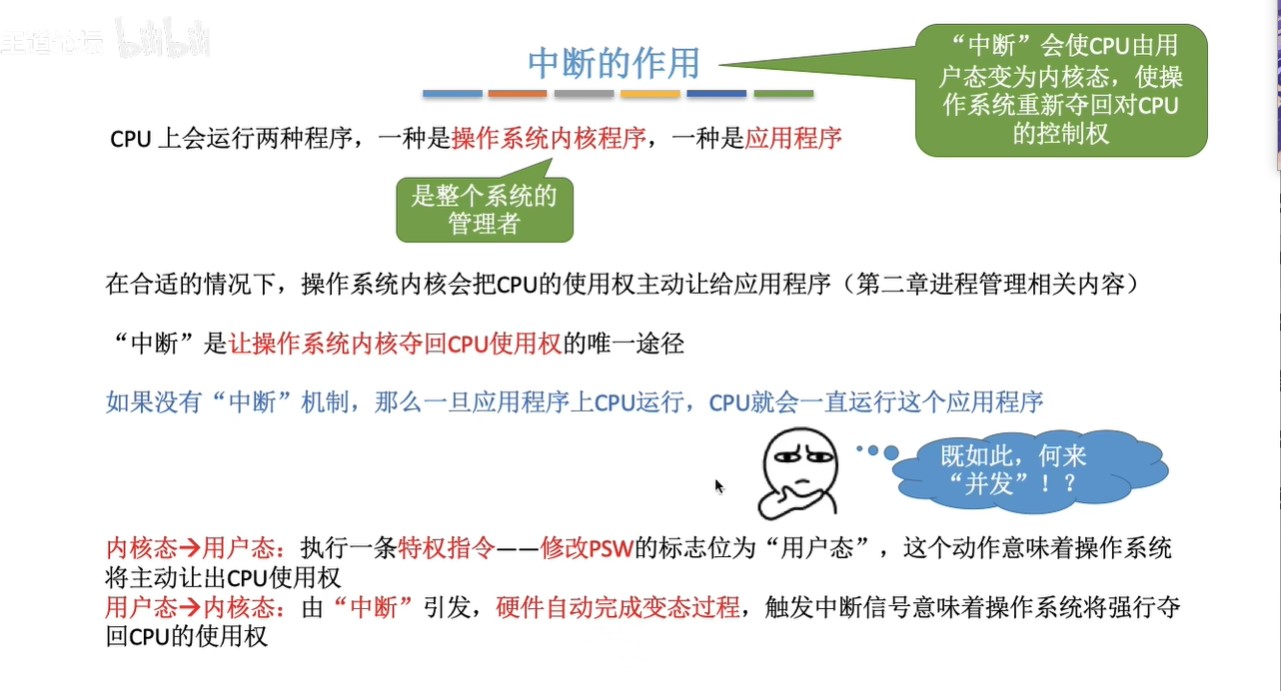 王道论坛 bilibili
中断的作用
“中断”会使CPU由用
户态变为内核态，使操
作系统重新夺回对CPU
的控制权
CPU 上会运行两种程序，一种是操作系统内核程序，一种是应用程序
是整个系统的
管理者
在合适的情况下，操作系统内核会把CPU的使用权主动让给应用程序（第二章进程管理相关内容）
“中断”是让操作系统内核夺回CPU使用权的唯一途径
如果没有“中断”机制，那么一旦应用程序上CPU运行，CPU就会一直运行这个应用程序
既如此，何来
“并发”！？
内核态→用户态：执行一条特权指令——修改PSW的标志位为“用户态”，这个动作意味着操作系统
将主动让出CPU使用权
用户态→内核态：由“中断”引发，硬件自动完成变态过程，触发中断信号意味着操作系统将强行夺
回CPU的使用权